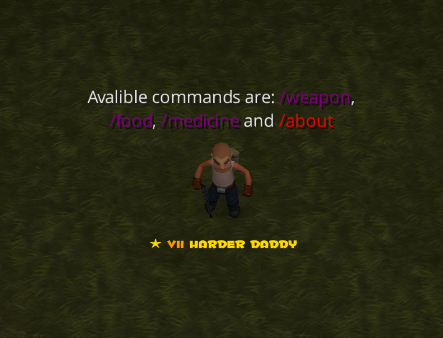 Avalible commands are: /weapon,
/food, /medicine and /about
★ VII HARDER DADDY